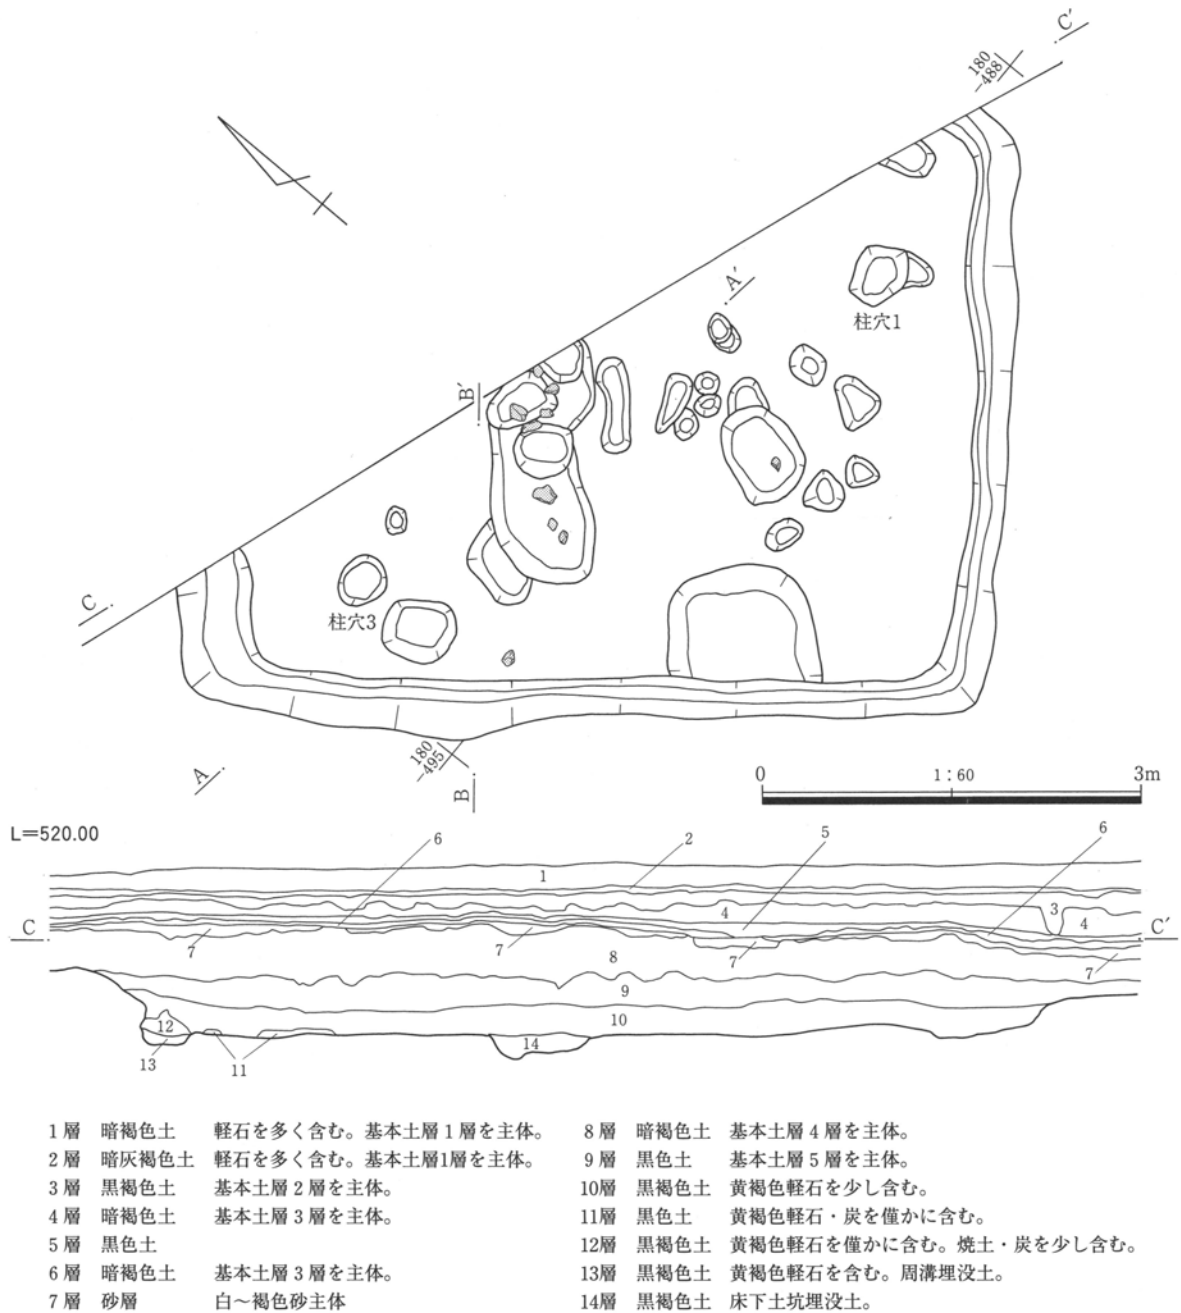 C′
180
-488
A′
柱穴1
B′
C
柱穴3
180
-495
A
B
0 1:60 3m
L=520.00
6 2 5 6
1
3
4 4
C C′
7 7 7 7
8
9
10
12
14
13 11
1層 暗褐色土 軽石を多く含む。基本土層1層を主体。
2層 暗灰褐色土 軽石を多く含む。基本土層1層を主体。
3層 黒褐色土 基本土層2層を主体。
4層 暗褐色土 基本土層3層を主体。
5層 黒色土
6層 暗褐色土 基本土層3層を主体。
7層 砂層 白～褐色砂主体
8層 暗褐色土 基本土層4層を主体。
9層 黒色土 基本土層5層を主体。
10層 黒褐色土 黄褐色軽石を少し含む。
11層 黒色土 黄褐色軽石・炭を僅かに含む。
12層 黒褐色土 黄褐色軽石を僅かに含む。焼土・炭を少し含む。
13層 黒褐色土 黄褐色軽石を含む。周溝埋没土。
14層 黒褐色土 床下土坑埋没土。